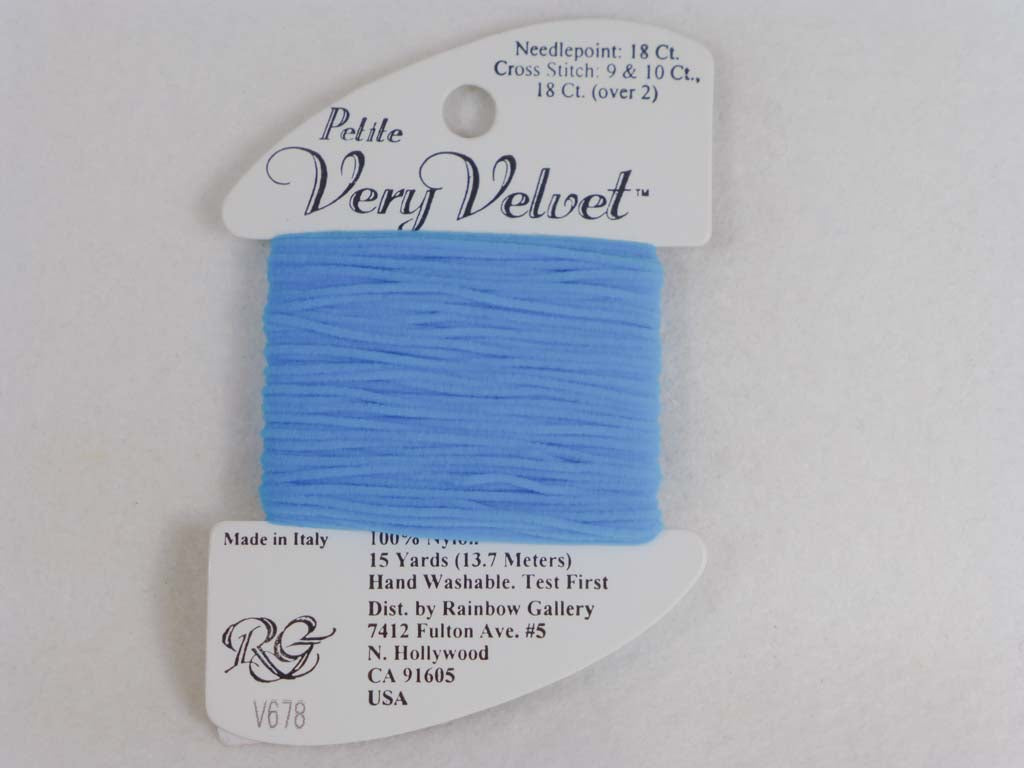 Needlepoint: 18 Ct.
Cross Stitch: 9 & 10 Ct.,
18 Ct. (over 2)
Petite
Very Velvet™
Made in Italy
100% Nylon
15 Yards (13.7 Meters)
Hand Washable. Test First
Dist. by Rainbow Gallery
7412 Fulton Ave. #5
N. Hollywood
CA 91605
USA
RG
V678